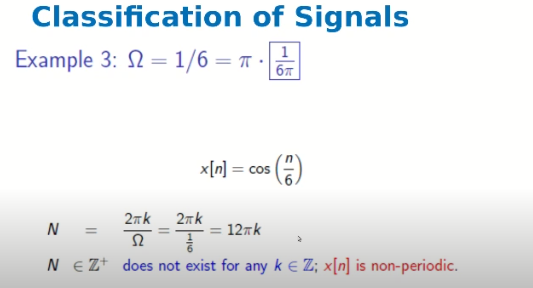 Classification of Signals
Example 3: Ω = 1/6 = π · 1/6π
x[n] = cos (n/6)
N = 2πk/Ω = 2πk/(1/6) = 12πk
N ∈ ℤ⁺ does not exist for any k ∈ ℤ; x[n] is non-periodic.